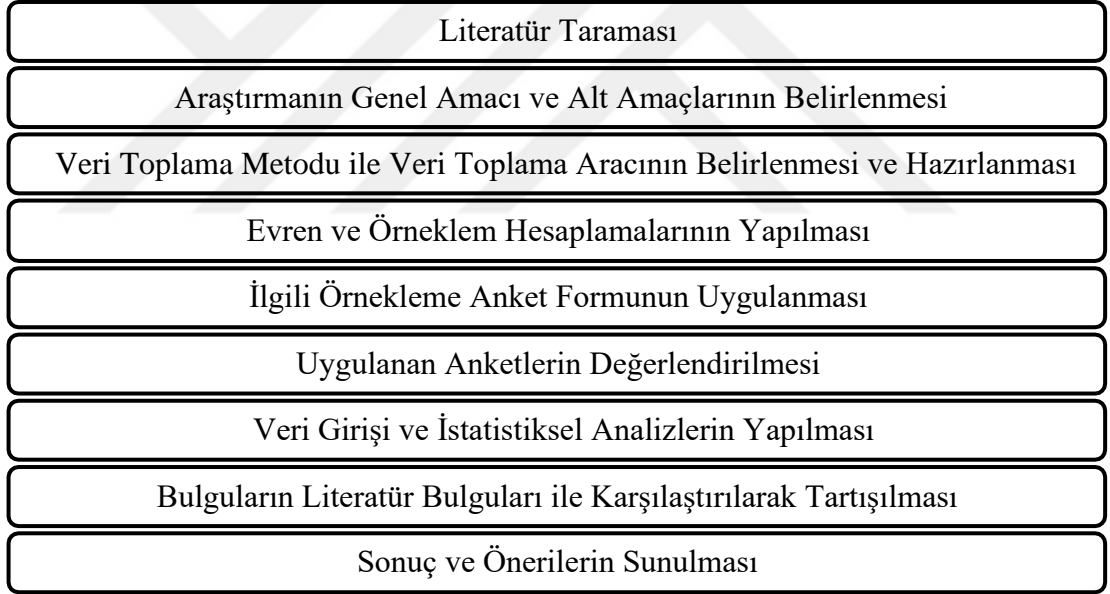 Literatür Taraması
Araştırmanın Genel Amacı ve Alt Amaçlarının Belirlenmesi
Veri Toplama Metodu ile Veri Toplama Aracının Belirlenmesi ve Hazırlanması
Evren ve Örneklem Hesaplamalarının Yapılması
İlgili Örnekleme Anket Formunun Uygulanması
Uygulanan Anketlerin Değerlendirilmesi
Veri Girişi ve İstatistiksel Analizlerin Yapılması
Bulguların Literatür Bulguları ile Karşılaştırılarak Tartışılması
Sonuç ve Önerilerin Sunulması